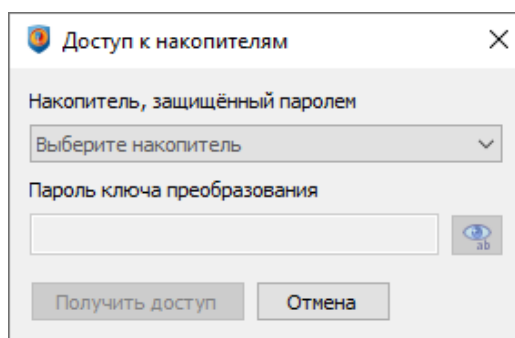 Доступ к накопителям
Накопитель, защищённый паролем
Выберите накопитель
Пароль ключа преобразования
ab
Получить доступ
Отмена